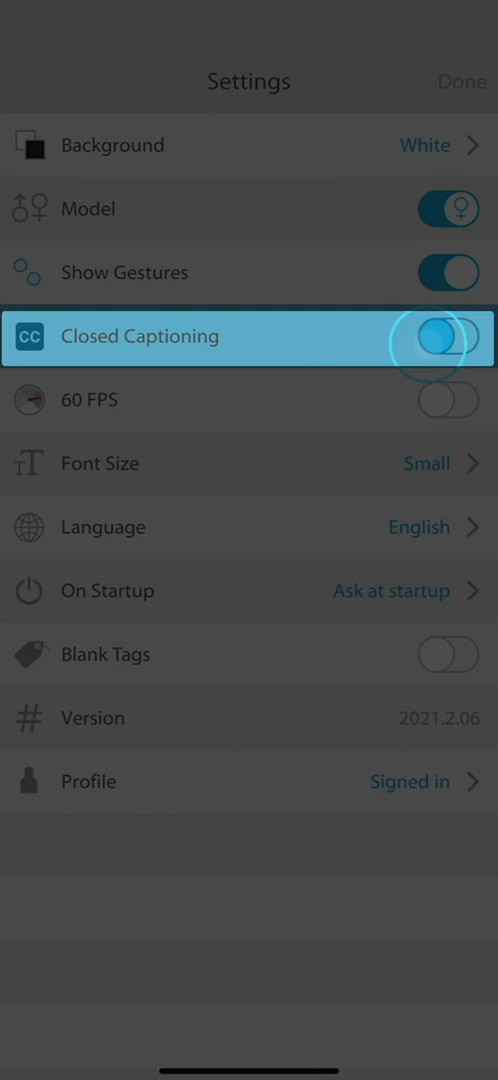 Settings
Done
Background
White
Model
Show Gestures
CC
Closed Captioning
60 FPS
TT
Font Size
Small
Language
English
On Startup
Ask at startup
Blank Tags
#
Version
2021.2.06
Profile
Signed in